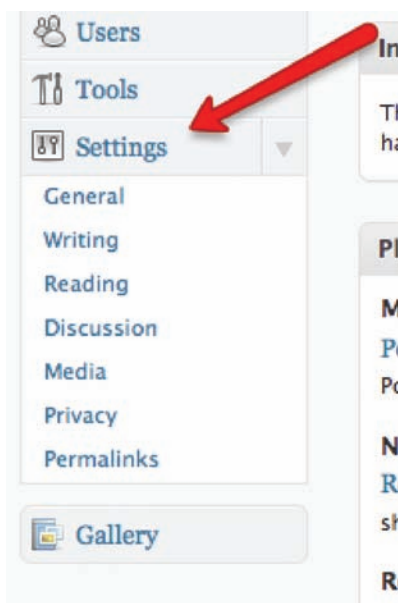 Users
Tools
Settings
General
Writing
Reading
Discussion
Media
Privacy
Permalinks
Gallery